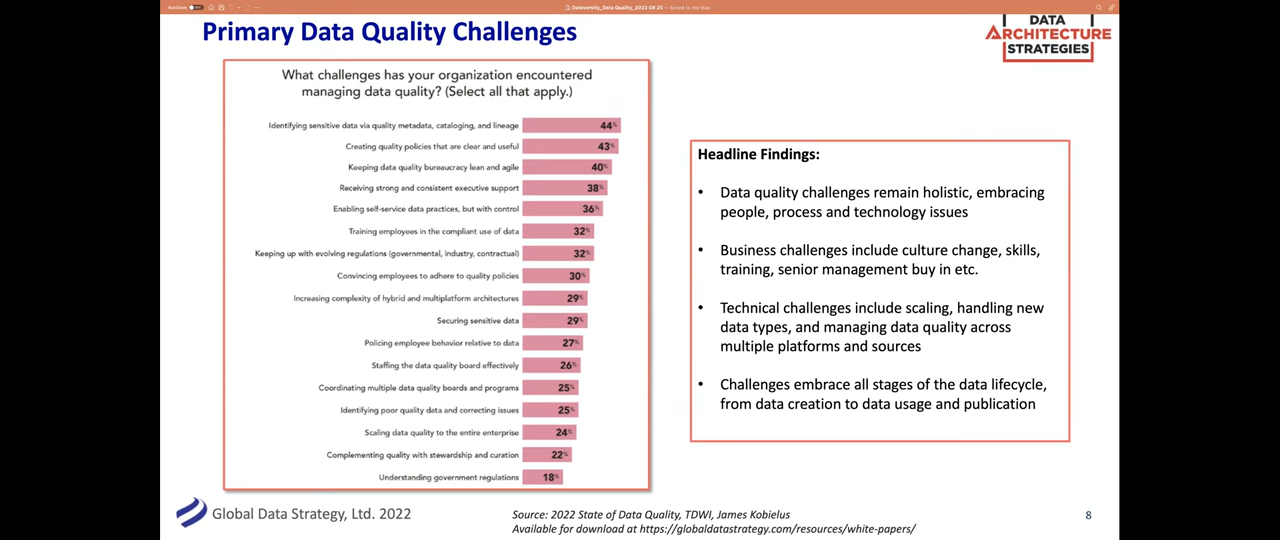 AutoSave OFF
Dataversity_Data Quality_2022 08 25 — Saved to my Mac
Primary Data Quality Challenges
DATA
ARCHITECTURE
STRATEGIES
What challenges has your organization encountered
managing data quality? (Select all that apply.)
Identifying sensitive data via quality metadata, cataloging, and lineage 44%
Creating quality policies that are clear and useful 43%
Keeping data quality bureaucracy lean and agile 40%
Receiving strong and consistent executive support 38%
Enabling self-service data practices, but with control 36%
Training employees in the compliant use of data 32%
Keeping up with evolving regulations (governmental, industry, contractual) 32%
Convincing employees to adhere to quality policies 30%
Increasing complexity of hybrid and multiplatform architectures 29%
Securing sensitive data 29%
Policing employee behavior relative to data 27%
Staffing the data quality board effectively 26%
Coordinating multiple data quality boards and programs 25%
Identifying poor quality data and correcting issues 25%
Scaling data quality to the entire enterprise 24%
Complementing quality with stewardship and curation 22%
Understanding government regulations 18%
Headline Findings:
• Data quality challenges remain holistic, embracing
people, process and technology issues
• Business challenges include culture change, skills,
training, senior management buy in etc.
• Technical challenges include scaling, handling new
data types, and managing data quality across
multiple platforms and sources
• Challenges embrace all stages of the data lifecycle,
from data creation to data usage and publication
Global Data Strategy, Ltd. 2022
Source: 2022 State of Data Quality, TDWI, James Kobielus
Available for download at https://globaldatastrategy.com/resources/white-papers/
8